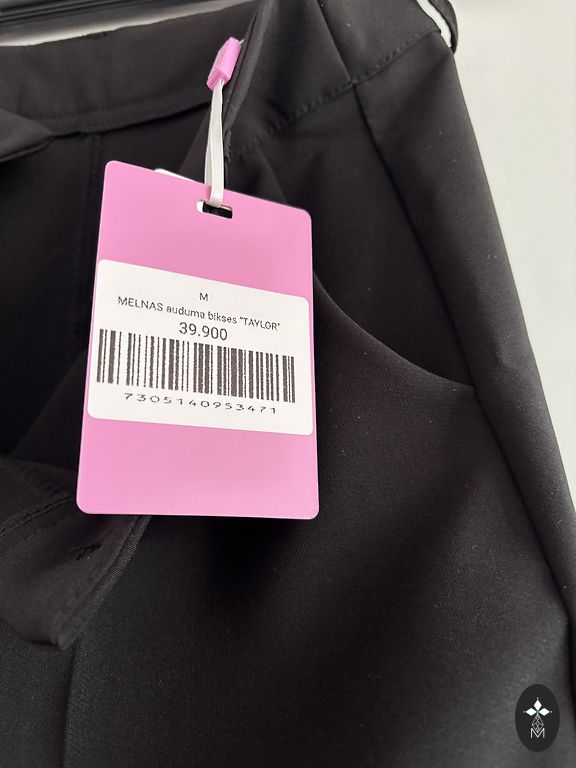 M
MELNAS auduma bikses "TAYLOR"
39.900
7305140953471
M